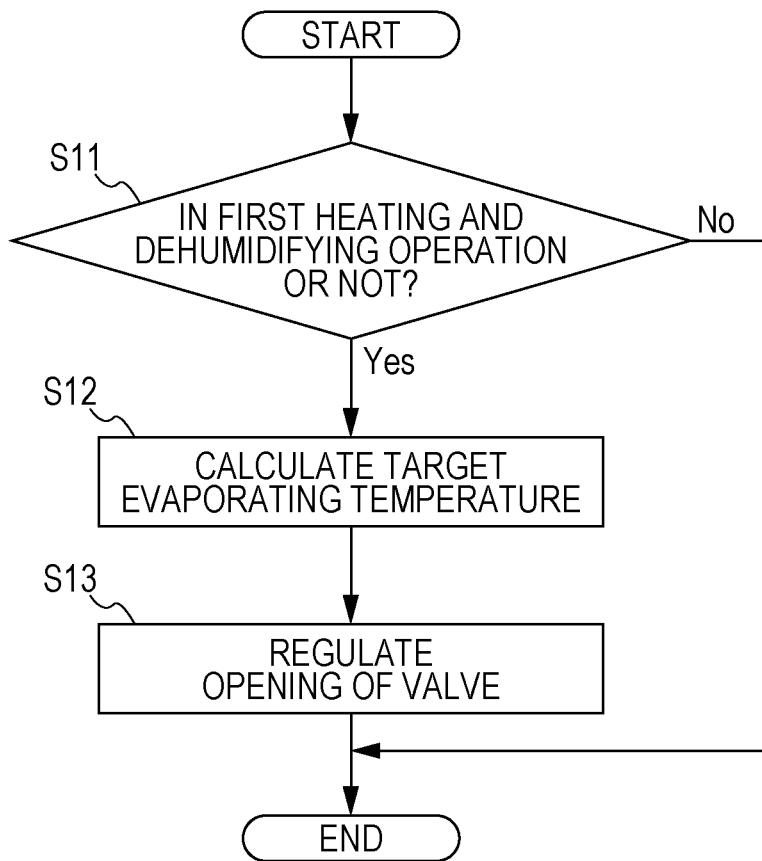 START
S11
IN FIRST HEATING AND
DEHUMIDIFYING OPERATION
OR NOT?
No
Yes
S12
CALCULATE TARGET
EVAPORATING TEMPERATURE
S13
REGULATE
OPENING OF VALVE
END